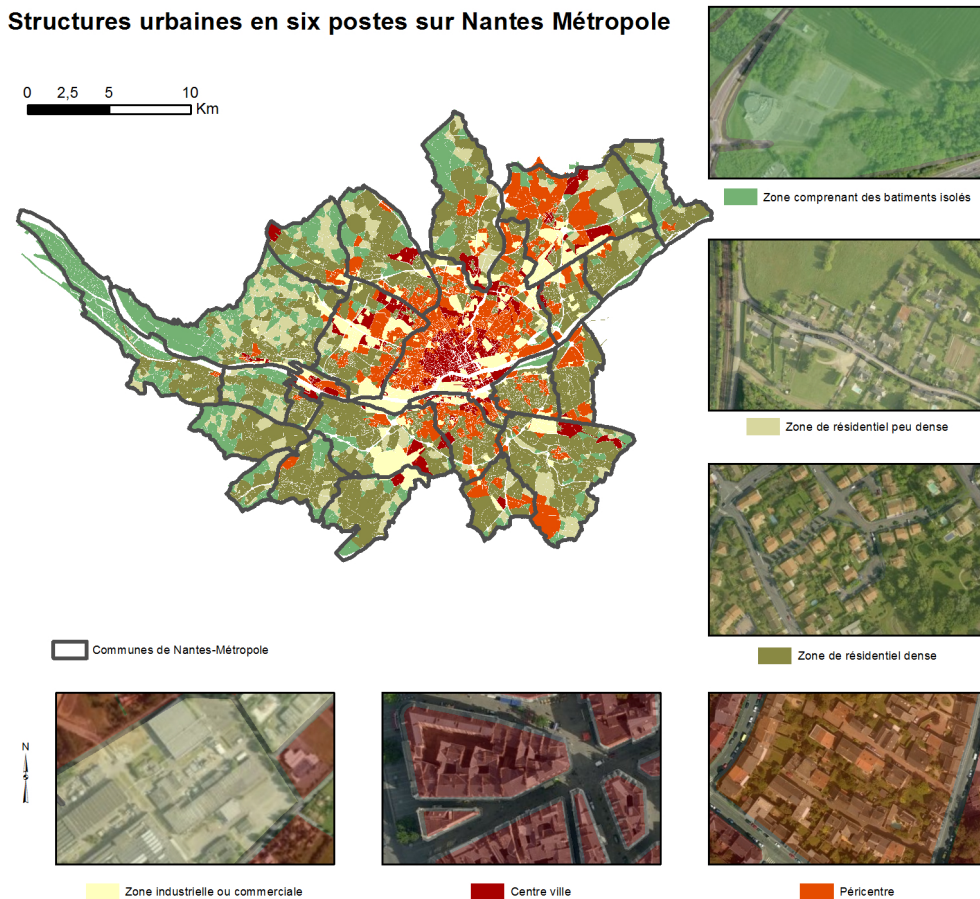 Structures urbaines en six postes sur Nantes Métropole
0 2,5 5 10
Km
Zone comprenant des batiments isolés
Zone de résidentiel peu dense
Zone de résidentiel dense
Communes de Nantes-Métropole
N
Zone industrielle ou commerciale
Centre ville
Péricentre